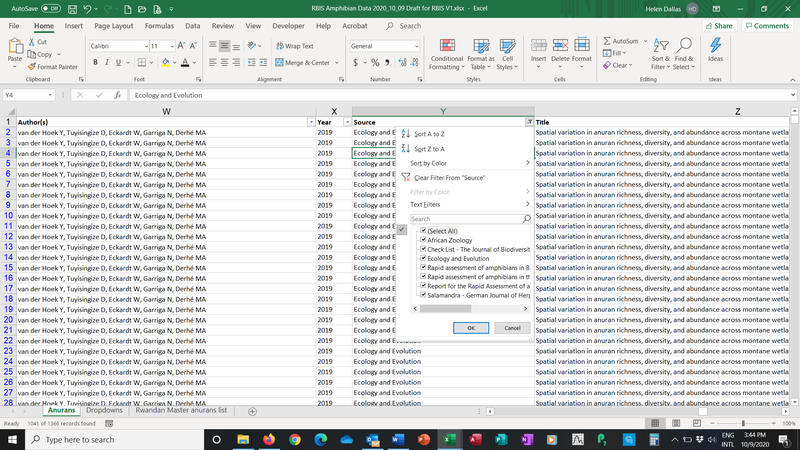 AutoSave Off
RBIS Amphibian Data 2020_10_09 Draft for RBIS V1.xlsx - Excel
Helen Dallas HD
File Home Insert Page Layout Rwandan Data Formulas Review View Developer Help Acrobat Search Share Comments
Paste
Cut
Copy
Format Painter
Clipboard
Calibri 11
B I U
Font
Wrap Text
Merge & Center
Alignment
General
% ,
Number
Conditional Formatting
Format as Table
Cell Styles
Styles
Insert Delete Format
Cells
AutoSum
Fill
Clear
Sort & Filter
Find & Select
Editing
Ideas
Ideas
Y4 fx Ecology and Evolution
W X Y Z
1 Author(s) Year Source Title
2 van der Hoek Y, Tuyisingize D, Eckardt W, Garriga N, Derhé MA 2019 Ecology and E Spatial variation in anuran richness, diversity, and abundance across montane wetla
3 van der Hoek Y, Tuyisingize D, Eckardt W, Garriga N, Derhé MA 2019 Ecology and E Spatial variation in anuran richness, diversity, and abundance across montane wetla
4 van der Hoek Y, Tuyisingize D, Eckardt W, Garriga N, Derhé MA 2019 Ecology and E Spatial variation in anuran richness, diversity, and abundance across montane wetla
5 van der Hoek Y, Tuyisingize D, Eckardt W, Garriga N, Derhé MA 2019 Ecology and E Spatial variation in anuran richness, diversity, and abundance across montane wetla
6 van der Hoek Y, Tuyisingize D, Eckardt W, Garriga N, Derhé MA 2019 Ecology and E Spatial variation in anuran richness, diversity, and abundance across montane wetla
7 van der Hoek Y, Tuyisingize D, Eckardt W, Garriga N, Derhé MA 2019 Ecology and E Spatial variation in anuran richness, diversity, and abundance across montane wetla
8 van der Hoek Y, Tuyisingize D, Eckardt W, Garriga N, Derhé MA 2019 Ecology and E Spatial variation in anuran richness, diversity, and abundance across montane wetla
9 van der Hoek Y, Tuyisingize D, Eckardt W, Garriga N, Derhé MA 2019 Ecology and E Spatial variation in anuran richness, diversity, and abundance across montane wetla
10 van der Hoek Y, Tuyisingize D, Eckardt W, Garriga N, Derhé MA 2019 Ecology and E Spatial variation in anuran richness, diversity, and abundance across montane wetla
11 van der Hoek Y, Tuyisingize D, Eckardt W, Garriga N, Derhé MA 2019 Ecology and E Spatial variation in anuran richness, diversity, and abundance across montane wetla
12 van der Hoek Y, Tuyisingize D, Eckardt W, Garriga N, Derhé MA 2019 Ecology and E Spatial variation in anuran richness, diversity, and abundance across montane wetla
13 van der Hoek Y, Tuyisingize D, Eckardt W, Garriga N, Derhé MA 2019 Ecology and E Spatial variation in anuran richness, diversity, and abundance across montane wetla
14 van der Hoek Y, Tuyisingize D, Eckardt W, Garriga N, Derhé MA 2019 Ecology and E Spatial variation in anuran richness, diversity, and abundance across montane wetla
15 van der Hoek Y, Tuyisingize D, Eckardt W, Garriga N, Derhé MA 2019 Ecology and E Spatial variation in anuran richness, diversity, and abundance across montane wetla
16 van der Hoek Y, Tuyisingize D, Eckardt W, Garriga N, Derhé MA 2019 Ecology and E Spatial variation in anuran richness, diversity, and abundance across montane wetla
17 van der Hoek Y, Tuyisingize D, Eckardt W, Garriga N, Derhé MA 2019 Ecology and E Spatial variation in anuran richness, diversity, and abundance across montane wetla
18 van der Hoek Y, Tuyisingize D, Eckardt W, Garriga N, Derhé MA 2019 Ecology and E Spatial variation in anuran richness, diversity, and abundance across montane wetla
19 van der Hoek Y, Tuyisingize D, Eckardt W, Garriga N, Derhé MA 2019 Ecology and E Spatial variation in anuran richness, diversity, and abundance across montane wetla
20 van der Hoek Y, Tuyisingize D, Eckardt W, Garriga N, Derhé MA 2019 Ecology and E Spatial variation in anuran richness, diversity, and abundance across montane wetla
21 van der Hoek Y, Tuyisingize D, Eckardt W, Garriga N, Derhé MA 2019 Ecology and E Spatial variation in anuran richness, diversity, and abundance across montane wetla
22 van der Hoek Y, Tuyisingize D, Eckardt W, Garriga N, Derhé MA 2019 Ecology and Evolution Spatial variation in anuran richness, diversity, and abundance across montane wetla
23 van der Hoek Y, Tuyisingize D, Eckardt W, Garriga N, Derhé MA 2019 Ecology and Evolution Spatial variation in anuran richness, diversity, and abundance across montane wetla
24 van der Hoek Y, Tuyisingize D, Eckardt W, Garriga N, Derhé MA 2019 Ecology and Evolution Spatial variation in anuran richness, diversity, and abundance across montane wetla
25 van der Hoek Y, Tuyisingize D, Eckardt W, Garriga N, Derhé MA 2019 Ecology and Evolution Spatial variation in anuran richness, diversity, and abundance across montane wetla
26 van der Hoek Y, Tuyisingize D, Eckardt W, Garriga N, Derhé MA 2019 Ecology and Evolution Spatial variation in anuran richness, diversity, and abundance across montane wetla
27 van der Hoek Y, Tuyisingize D, Eckardt W, Garriga N, Derhé MA 2019 Ecology and Evolution Spatial variation in anuran richness, diversity, and abundance across montane wetla
28 van der Hoek Y, Tuyisingize D, Eckardt W, Garriga N, Derhé MA 2019 Ecology and Evolution Spatial variation in anuran richness, diversity, and abundance across montane wetla
Sort A to Z
Sort Z to A
Sort by Color
Clear Filter From "Source"
Filter by Color
Text Filters
Search
(Select All)
African Zoology
Check List - The Journal of Biodiversit
Ecology and Evolution
Rapid assessment of amphibians in B
Rapid assessment of amphibians in th
Report for the Rapid Assessment of a
Salamandra - German Journal of Herp
OK Cancel
Anurans Dropdowns Rwandan Master anurans list
Ready 1041 of 1366 records found 100%
Type here to search
ENG
INTL
3:44 PM
10/9/2020